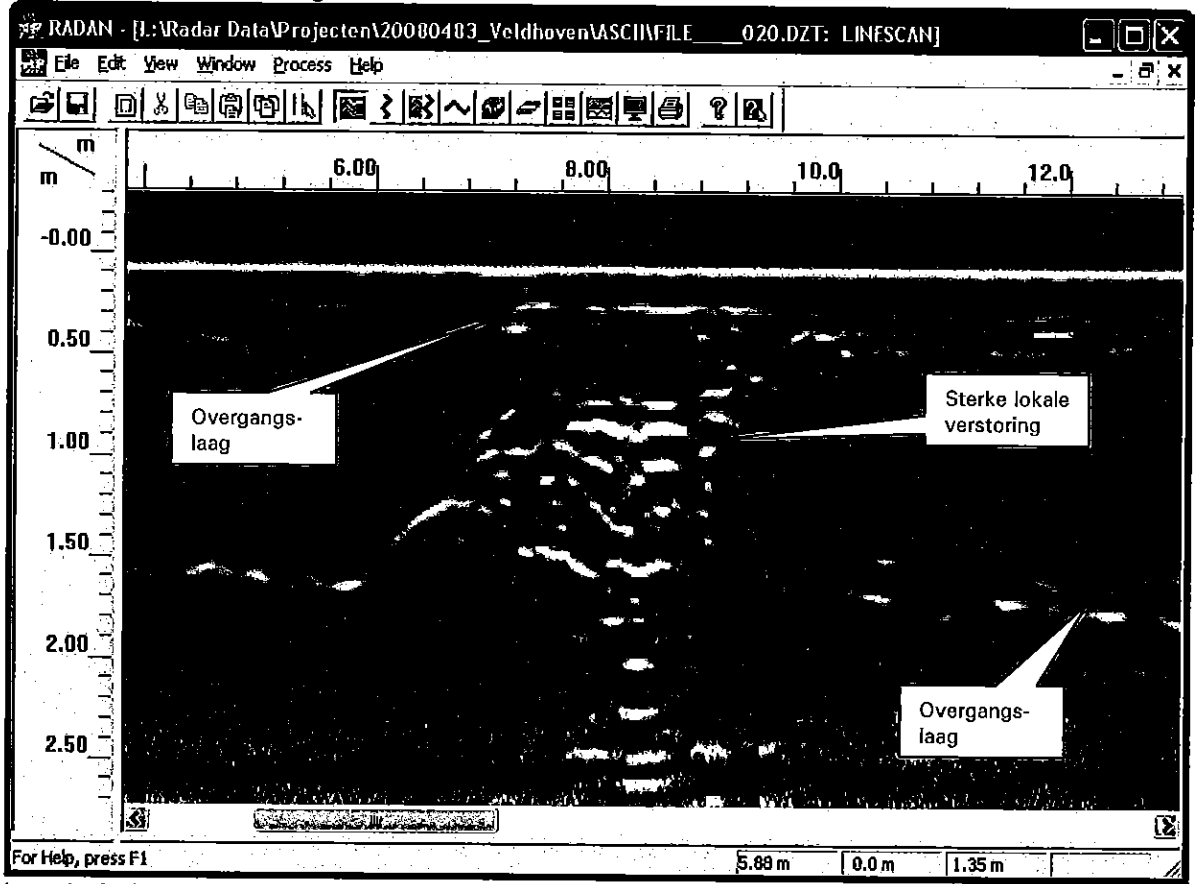 RADAN - [L:\Radar Data\Projecten\20080483_Veldhoven\ASCII\FILE____020.DZT: LINESCAN]
File Edit View Window Process Help
m
m
6.00 8.00 10.0 12.0
-0.00
0.50
1.00
1.50
2.00
2.50
Overgangs-
laag
Sterke lokale
verstoring
Overgangs-
laag
For Help, press F1
5.88 m 0.0 m 1.35 m